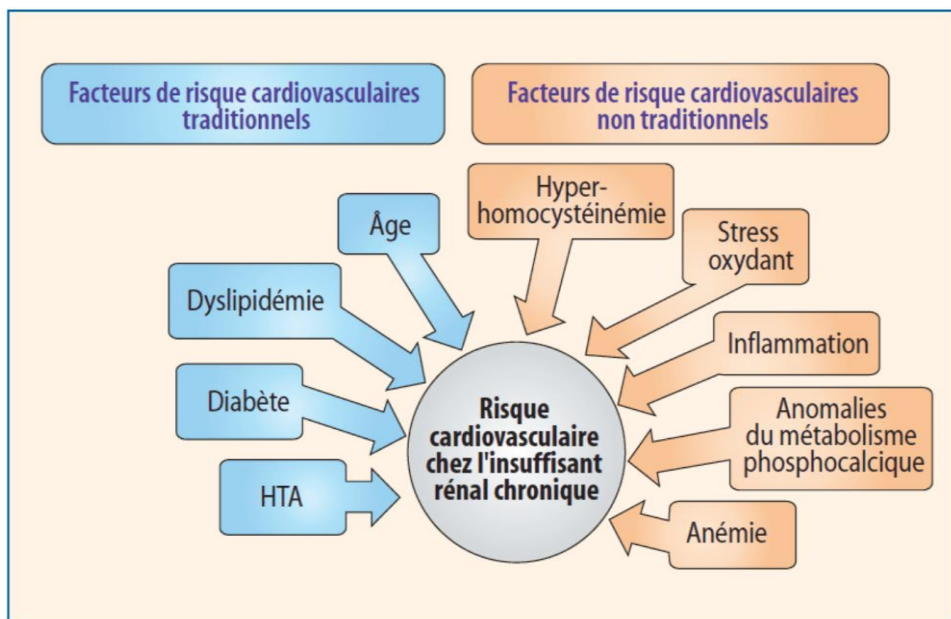 Facteurs de risque cardiovasculaires
traditionnels
Facteurs de risque cardiovasculaires
non traditionnels
Âge
Dyslipidémie
Diabète
HTA
Hyper-
homocystéinémie
Stress
oxydant
Inflammation
Anomalies
du métabolisme
phosphocalcique
Anémie
Risque
cardiovasculaire
chez l'insuffisant
rénal chronique